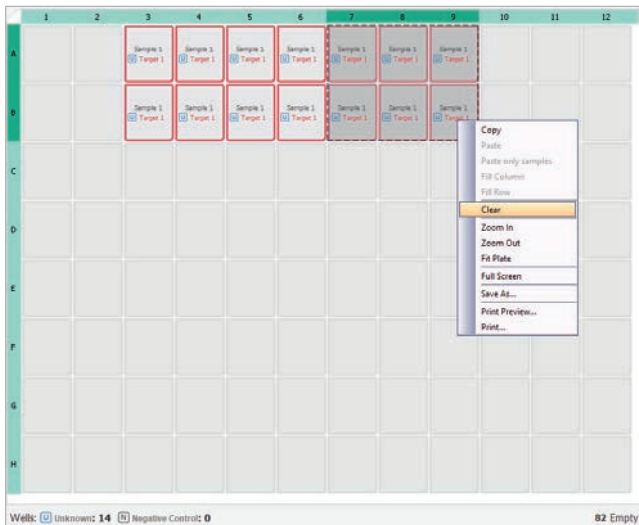 1 2 3 4 5 6 7 8 9 10 11 12
A
Sample 1 Sample 1 Sample 1 Sample 1 Sample 1 Sample 1 Sample 1
U Target 1 U Target 1 U Target 1 U Target 1 U Target 1 U Target 1 U Target 1
B
Sample 1 Sample 1 Sample 1 Sample 1 Sample 1 Sample 1 Sample 1
U Target 1 U Target 1 U Target 1 U Target 1 U Target 1 U Target 1 U Target 1
Copy
Paste
Paste only samples
Fill Column
Fill Row
Clear
Zoom In
Zoom Out
Fit Plate
Full Screen
Save As...
Print Preview...
Print...
C
D
E
F
G
H
Wells: U Unknown: 14 N Negative Control: 0 82 Empty